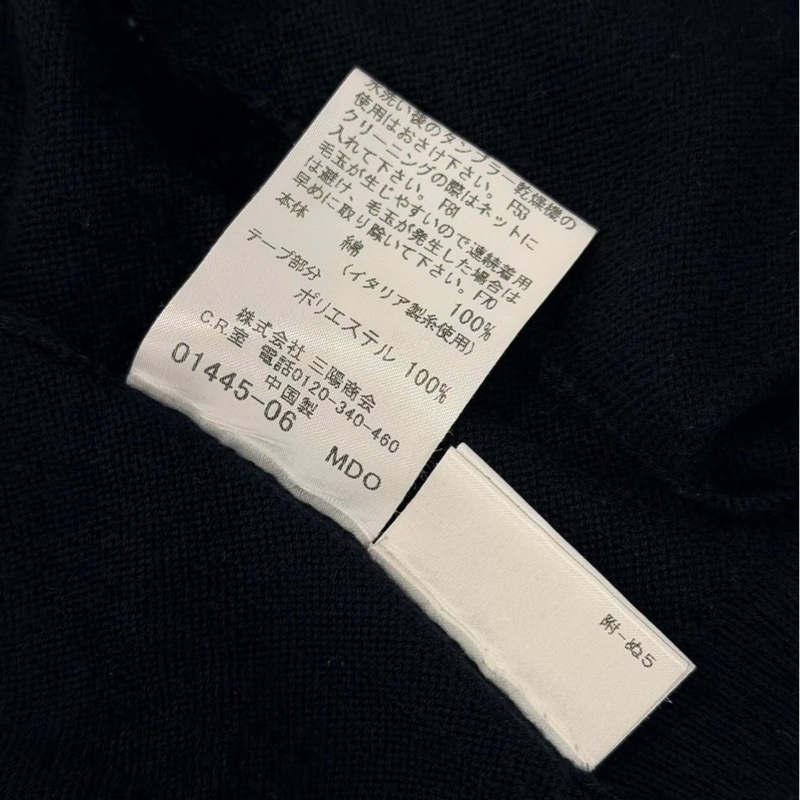 水洗い後のタンブラー乾燥機の
使用はおさけ下さい。 F53
クリーニングの際はネットに
入れて下さい。 F81
毛玉が生じやすいので連続着用
は避け、毛玉が発生した場合は
早めに取り除いて下さい。F70
本体
綿 100%
(イタリア製糸使用)
テープ部分
ポリエステル 100%
株式会社 三陽商会
C.R.室 電話0120-340-460
中国製
01445-06 MDO
附-ぬ5